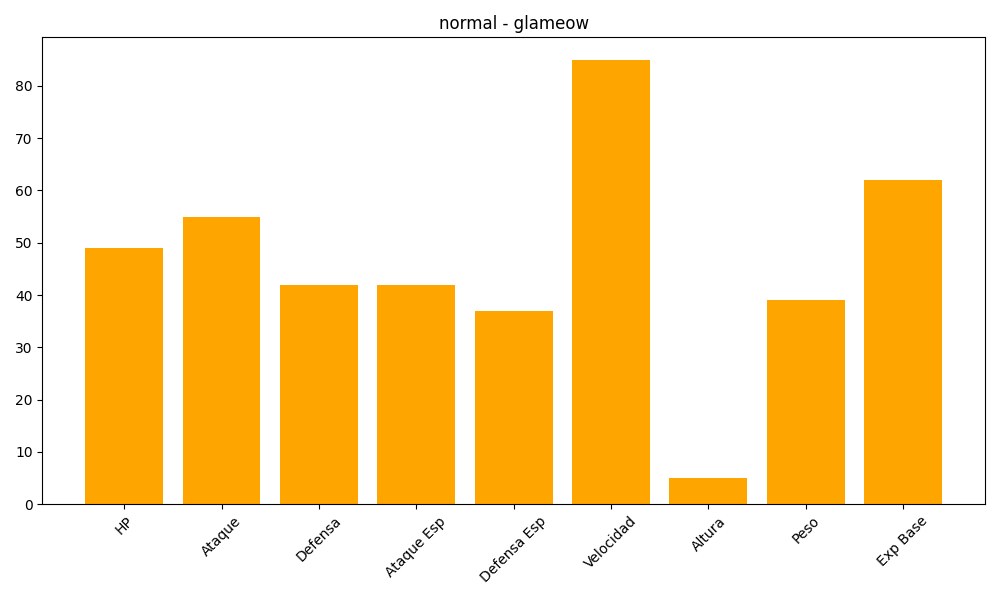 normal - glameow
80
70
60
50
40
30
20
10
0
HP
Ataque
Defensa
Ataque Esp
Defensa Esp
Velocidad
Altura
Peso
Exp Base